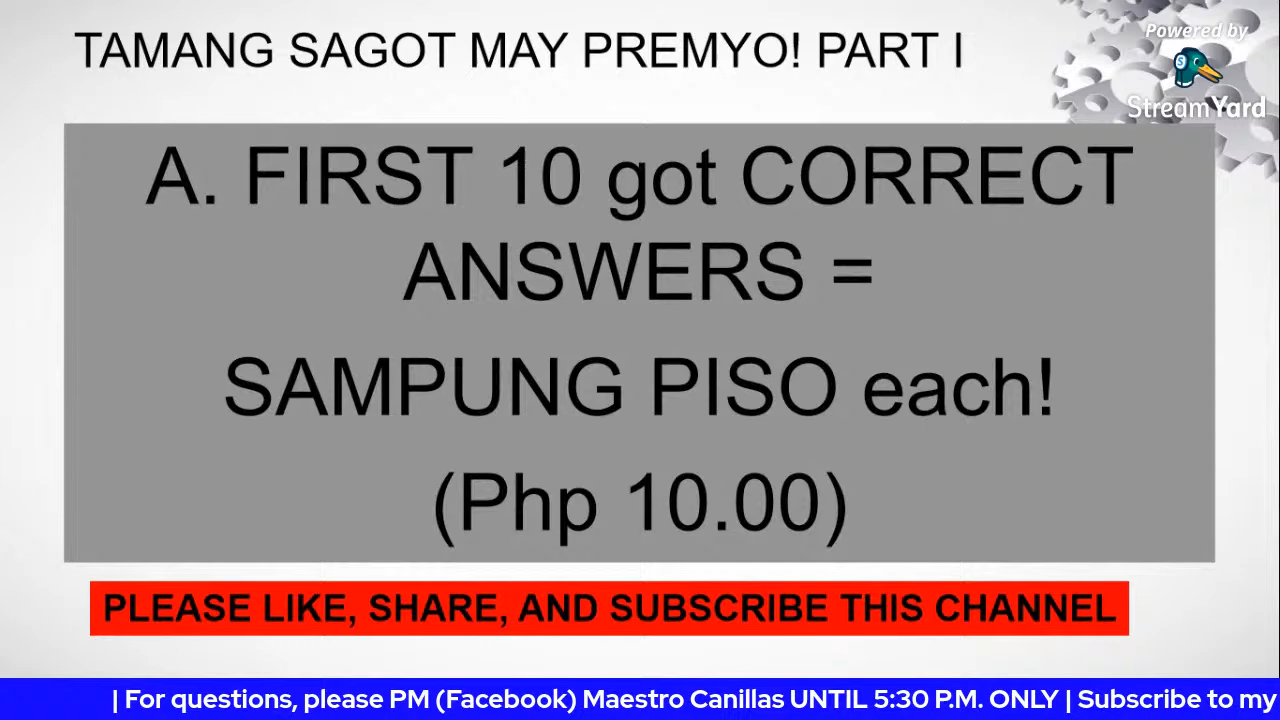 TAMANG SAGOT MAY PREMYO! PART I
Powered by
StreamYard
A. FIRST 10 got CORRECT
ANSWERS =
SAMPUNG PISO each!
(Php 10.00)
PLEASE LIKE, SHARE, AND SUBSCRIBE THIS CHANNEL
| For questions, please PM (Facebook) Maestro Canillas UNTIL 5:30 P.M. ONLY | Subscribe to my